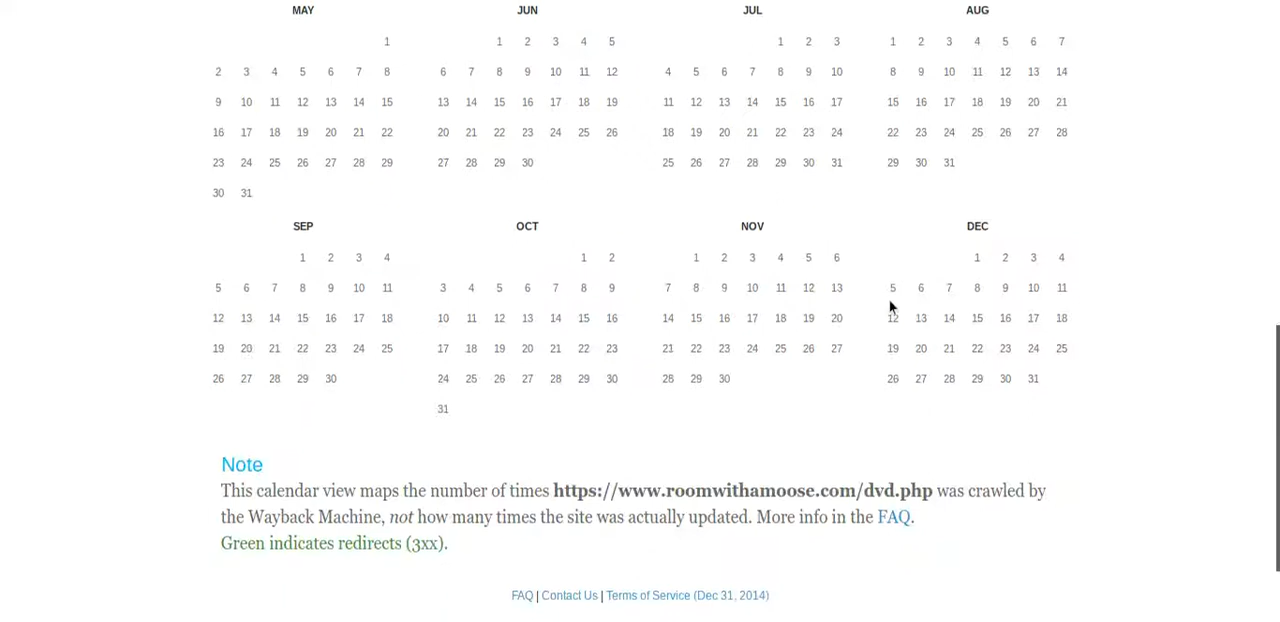 MAY JUN JUL AUG
1 1 2 3 4 5 1 2 3 1 2 3 4 5 6 7
2 3 4 5 6 7 8 6 7 8 9 10 11 12 4 5 6 7 8 9 10 8 9 10 11 12 13 14
9 10 11 12 13 14 15 13 14 15 16 17 18 19 11 12 13 14 15 16 17 15 16 17 18 19 20 21
16 17 18 19 20 21 22 20 21 22 23 24 25 26 18 19 20 21 22 23 24 22 23 24 25 26 27 28
23 24 25 26 27 28 29 27 28 29 30 25 26 27 28 29 30 31 29 30 31
30 31
SEP OCT NOV DEC
1 2 3 4 1 2 1 2 3 4 5 6 1 2 3 4
5 6 7 8 9 10 11 3 4 5 6 7 8 9 7 8 9 10 11 12 13 5 6 7 8 9 10 11
12 13 14 15 16 17 18 10 11 12 13 14 15 16 14 15 16 17 18 19 20 12 13 14 15 16 17 18
19 20 21 22 23 24 25 17 18 19 20 21 22 23 21 22 23 24 25 26 27 19 20 21 22 23 24 25
26 27 28 29 30 24 25 26 27 28 29 30 28 29 30 26 27 28 29 30 31
31
Note
This calendar view maps the number of times https://www.roomwithamoose.com/dvd.php was crawled by
the Wayback Machine, not how many times the site was actually updated. More info in the FAQ.
Green indicates redirects (3xx).
FAQ | Contact Us | Terms of Service (Dec 31, 2014)